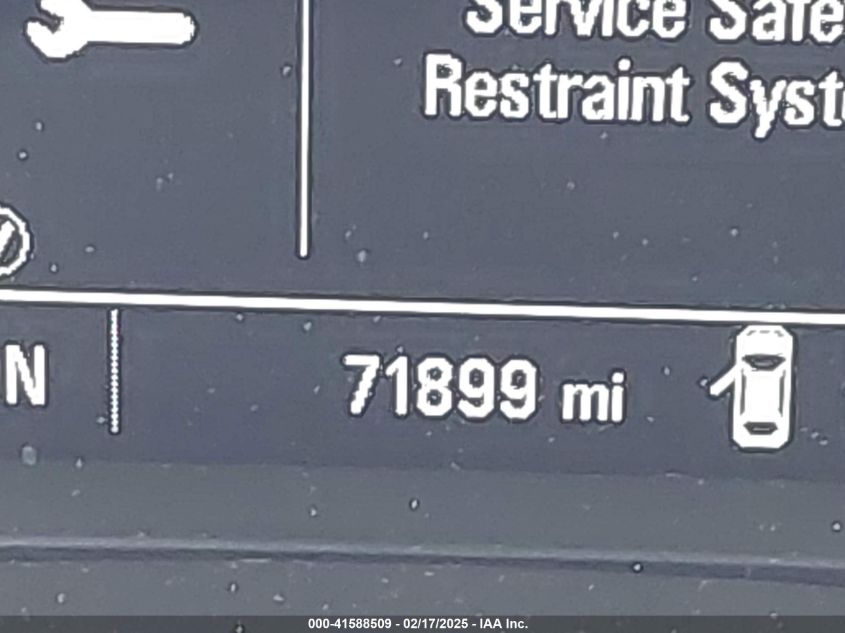 Service Safe
Restraint Syst
N
71899 mi
000-41588509 - 02/17/2025 - IAA Inc.